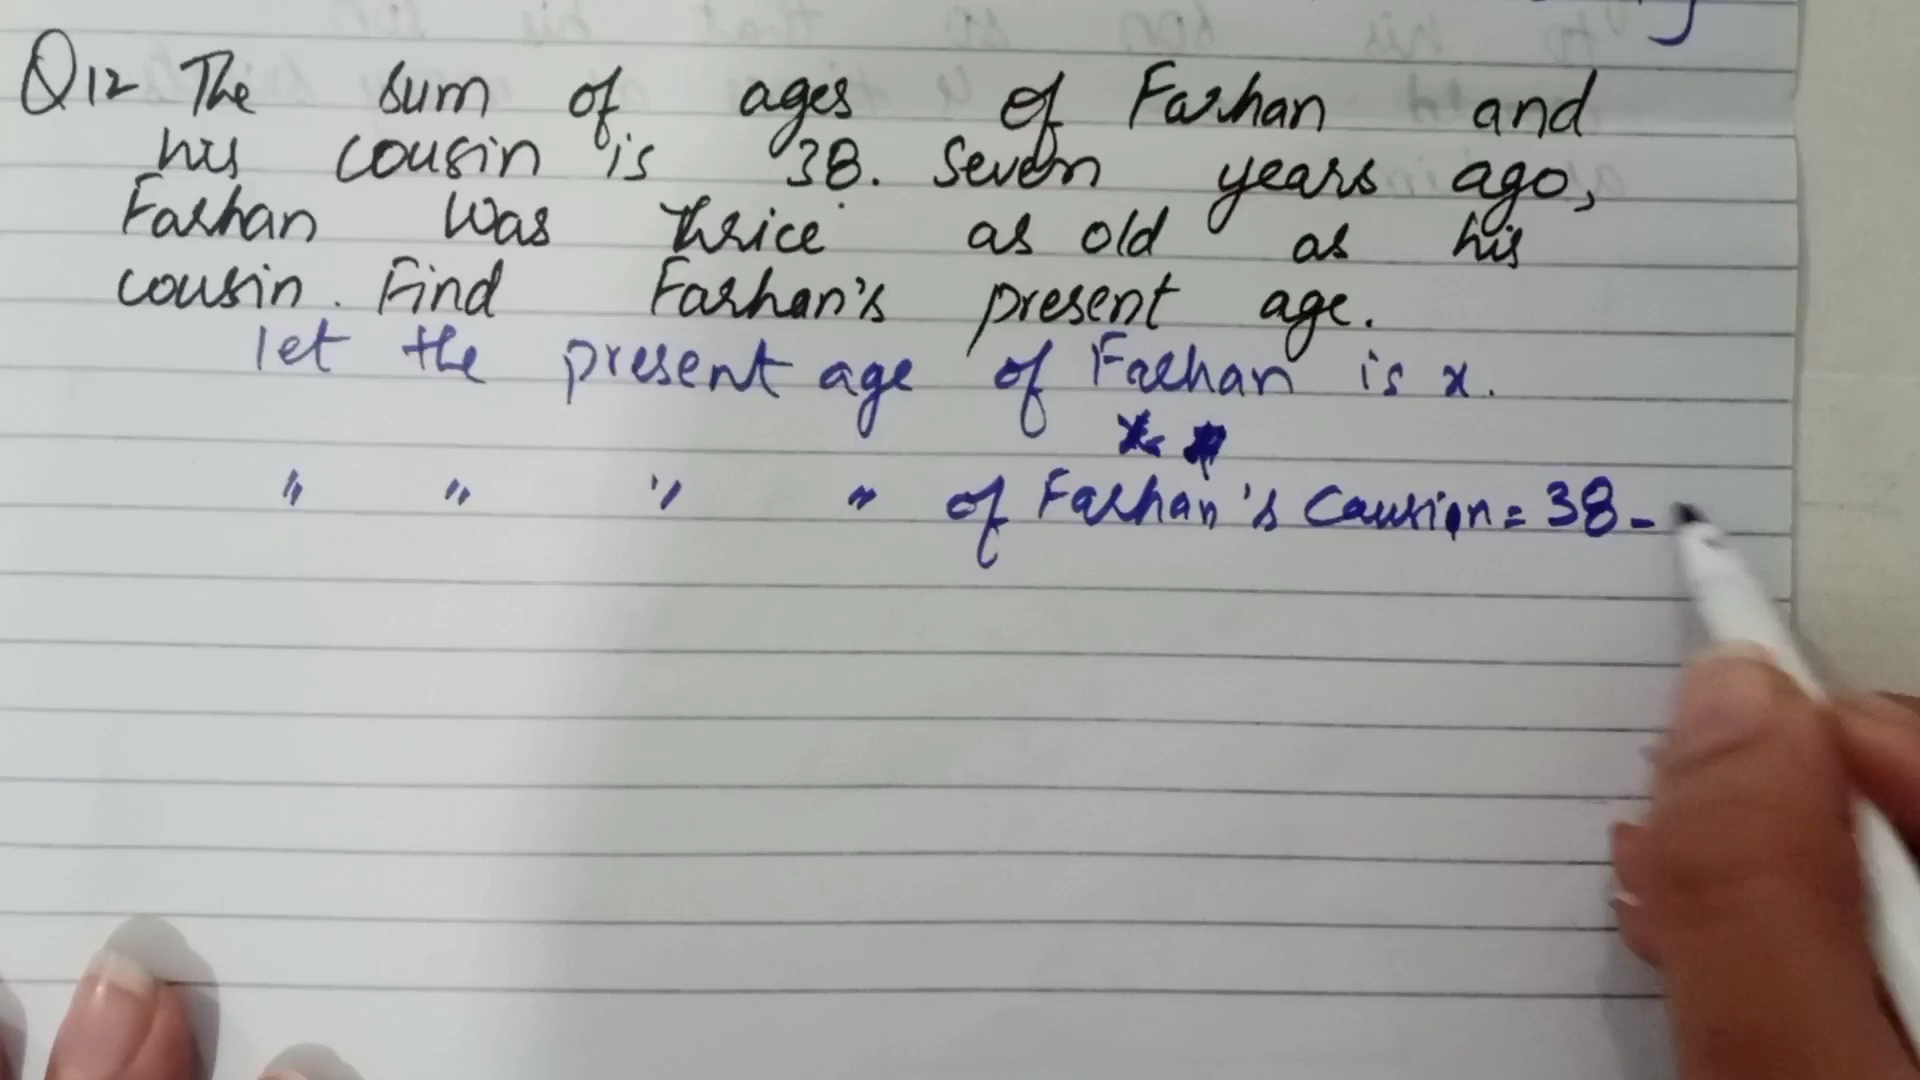 Q12 The sum of ages of Farhan and
his cousin is 38. Seven years ago,
Farhan was thrice as old as his
cousin. Find Farhan's present age.
let the present age of Farhan is x.
" " " " of Farhan's Causion = 38 -